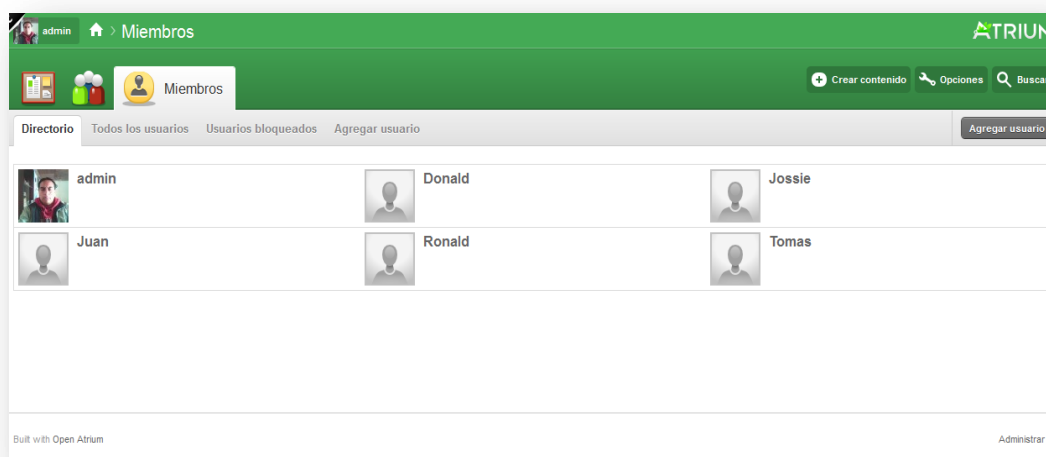 admin > Miembros
ATRIUM
Miembros
Crear contenido Opciones Buscar
Directorio Todos los usuarios Usuarios bloqueados Agregar usuario
Agregar usuario
admin Donald Jossie
Juan Ronald Tomas
Built with Open Atrium
Administrar